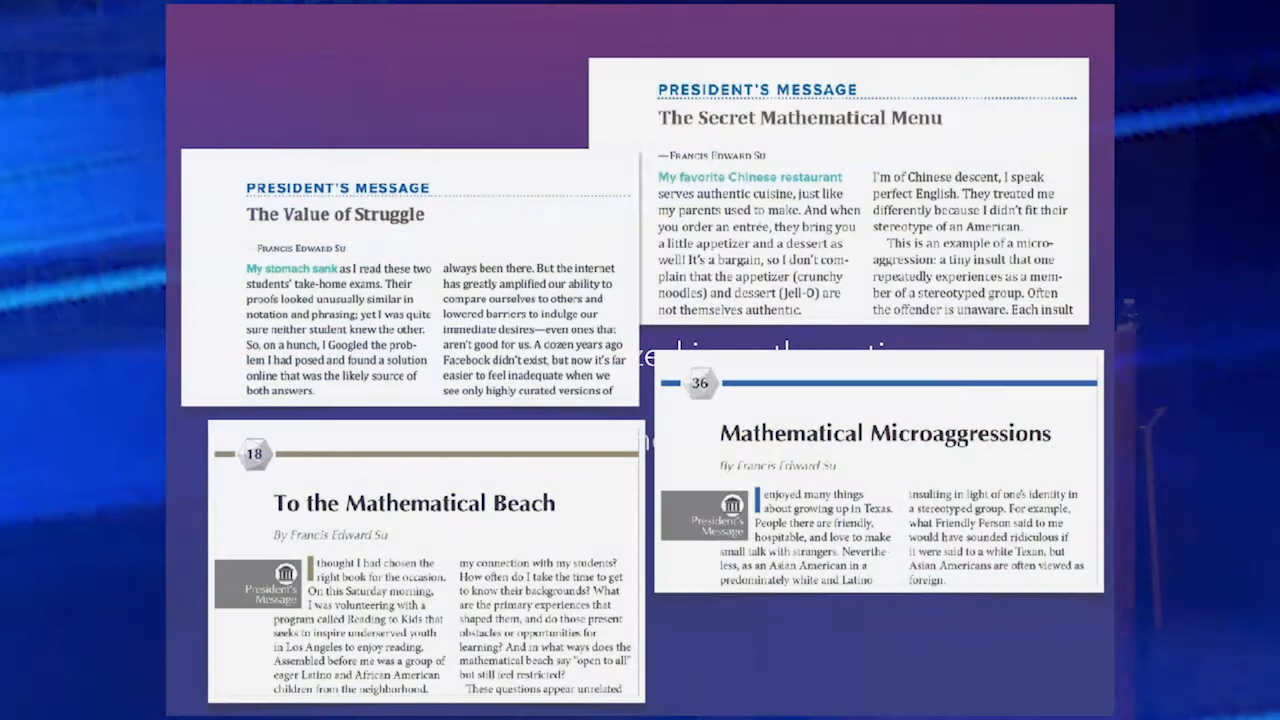 PRESIDENT'S MESSAGE
The Secret Mathematical Menu
—FRANCIS EDWARD SU
My favorite Chinese restaurant
serves authentic cuisine, just like
my parents used to make. And when
you order an entrée, they bring you
a little appetizer and a dessert as
well! It's a bargain, so I don't com-
plain that the appetizer (crunchy
noodles) and dessert (Jell-O) are
not themselves authentic.
I'm of Chinese descent, I speak
perfect English. They treated me
differently because I didn't fit their
stereotype of an American.
This is an example of a micro-
aggression: a tiny insult that one
repeatedly experiences as a mem-
ber of a stereotyped group. Often
the offender is unaware. Each insult
PRESIDENT'S MESSAGE
The Value of Struggle
—FRANCIS EDWARD SU
My stomach sank as I read these two
students' take-home exams. Their
proofs looked unusually similar in
notation and phrasing; yet I was quite
sure neither student knew the other.
So, on a hunch, I Googled the prob-
lem I had posed and found a solution
online that was the likely source of
both answers.
always been there. But the internet
has greatly amplified our ability to
compare ourselves to others and
lowered barriers to indulge our
immediate desires—even ones that
aren't good for us. A dozen years ago
Facebook didn't exist, but now it's far
easier to feel inadequate when we
see only highly curated versions of
36
Mathematical Microaggressions
By Francis Edward Su
President's
Message
I enjoyed many things
about growing up in Texas.
People there are friendly,
hospitable, and love to make
small talk with strangers. Neverthe-
less, as an Asian American in a
predominately white and Latino
insulting in light of one's identity in
a stereotyped group. For example,
what Friendly Person said to me
would have sounded ridiculous if
it were said to a white Texan, but
Asian Americans are often viewed as
foreign.
18
To the Mathematical Beach
By Francis Edward Su
President's
Message
I thought I had chosen the
right book for the occasion.
On this Saturday morning,
I was volunteering with a
program called Reading to Kids that
seeks to inspire underserved youth
in Los Angeles to enjoy reading.
Assembled before me was a group of
eager Latino and African American
children from the neighborhood.
my connection with my students?
How often do I take the time to get
to know their backgrounds? What
are the primary experiences that
shaped them, and do those present
obstacles or opportunities for
learning? And in what ways does the
mathematical beach say "open to all"
but still feel restricted?
These questions appear unrelated